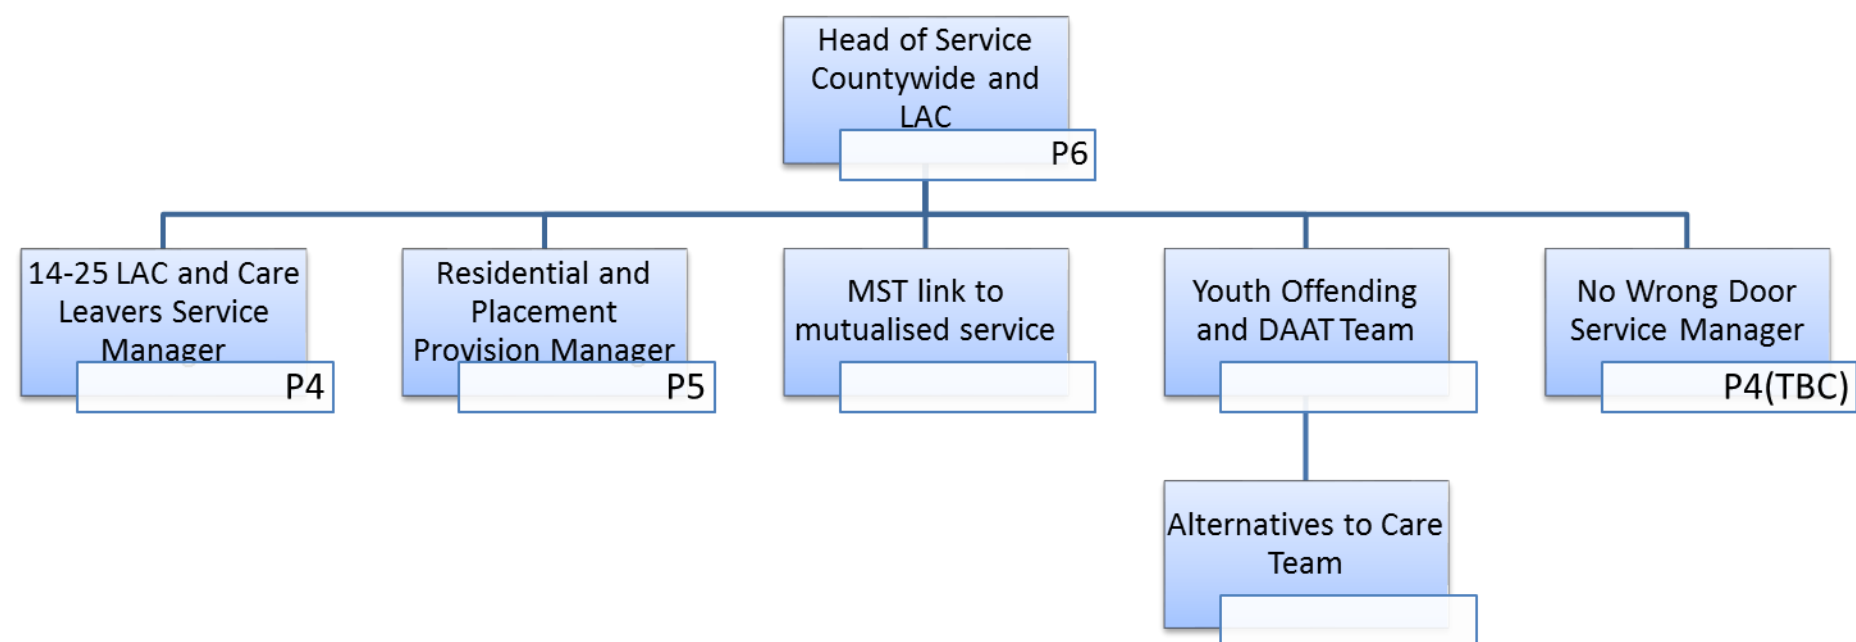 Head of Service
Countywide and
LAC
P6
14-25 LAC and Care
Leavers Service
Manager
P4
Residential and
Placement
Provision Manager
P5
MST link to
mutualised service
Youth Offending
and DAAT Team
No Wrong Door
Service Manager
P4(TBC)
Alternatives to Care
Team